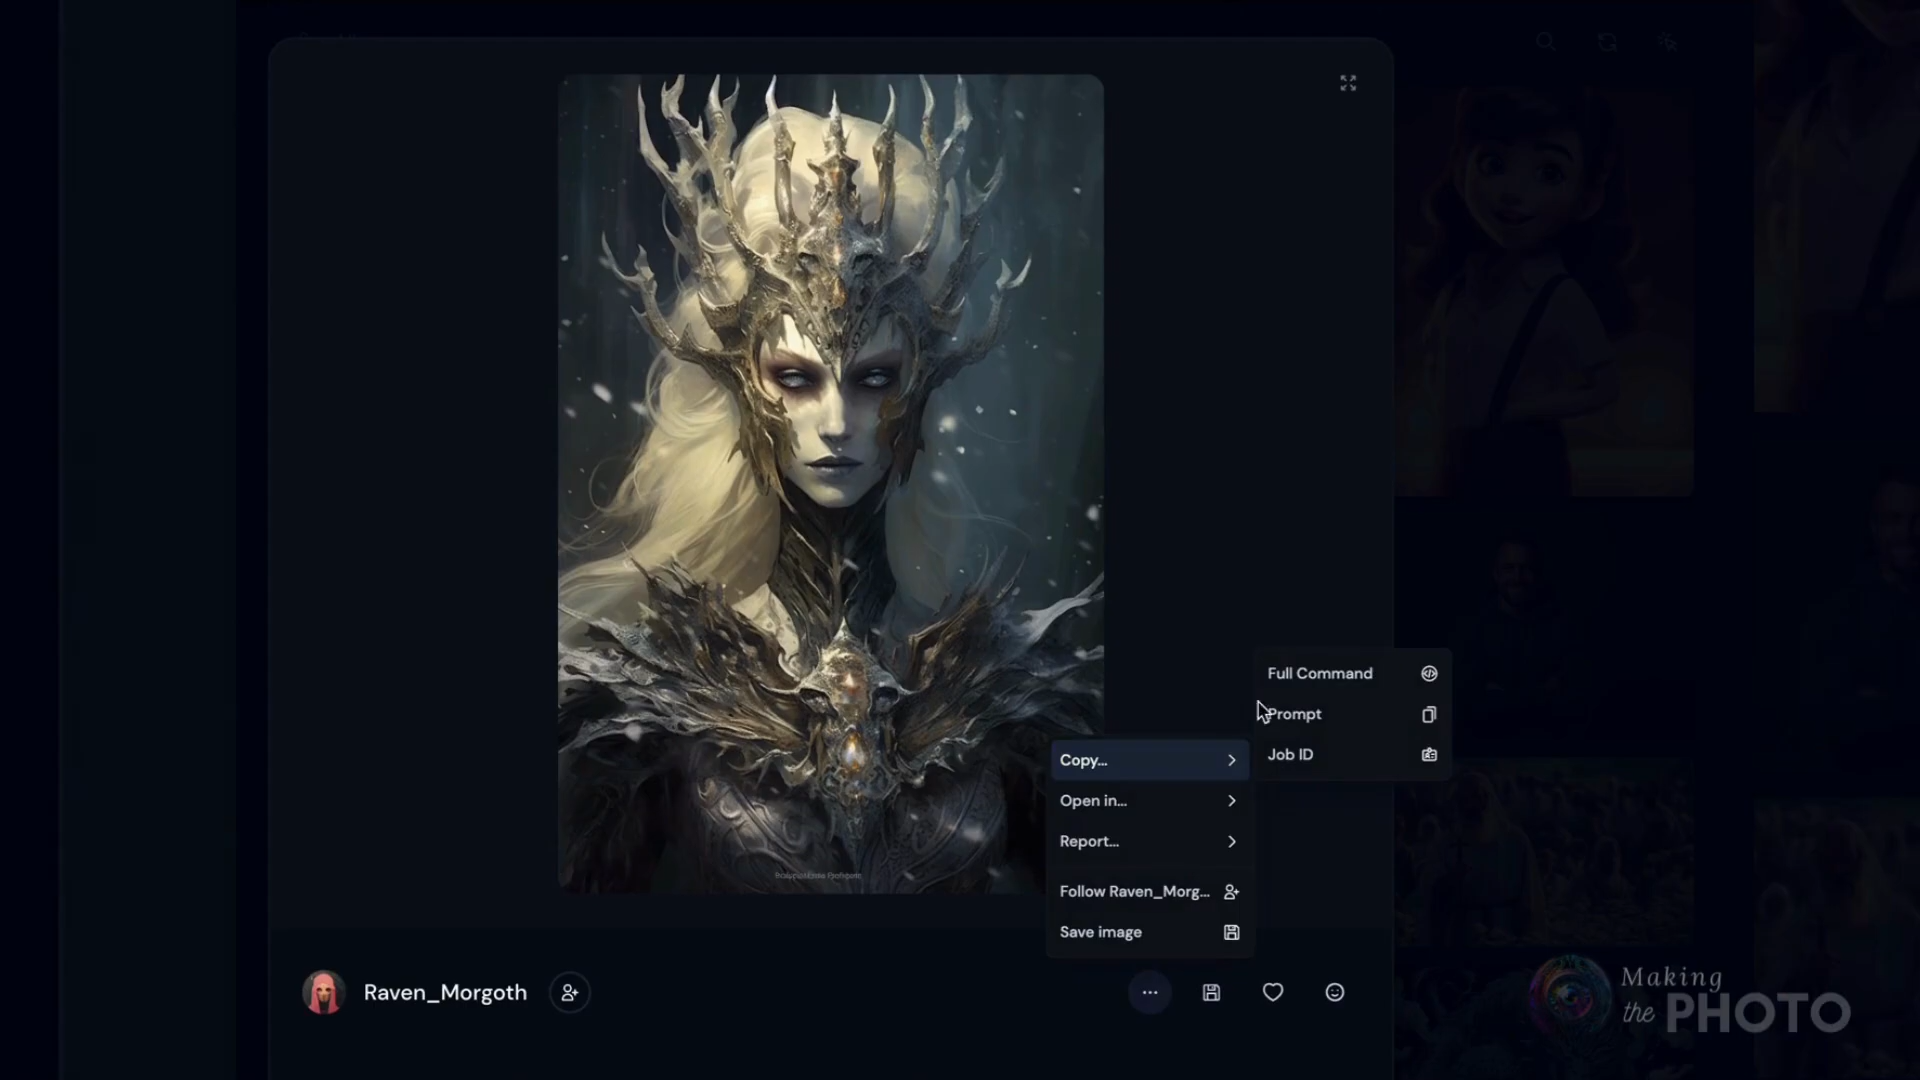 Full Command
Prompt
Job ID
Copy...
Open in...
Report...
Follow Raven_Morg...
Save image
Raven_Morgoth
Making
the PHOTO